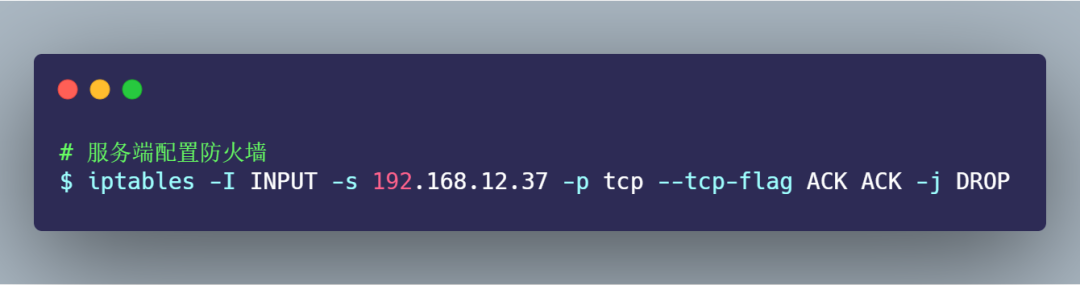 # 服务端配置防火墙
$ iptables -I INPUT -s 192.168.12.37 -p tcp --tcp-flag ACK ACK -j DROP